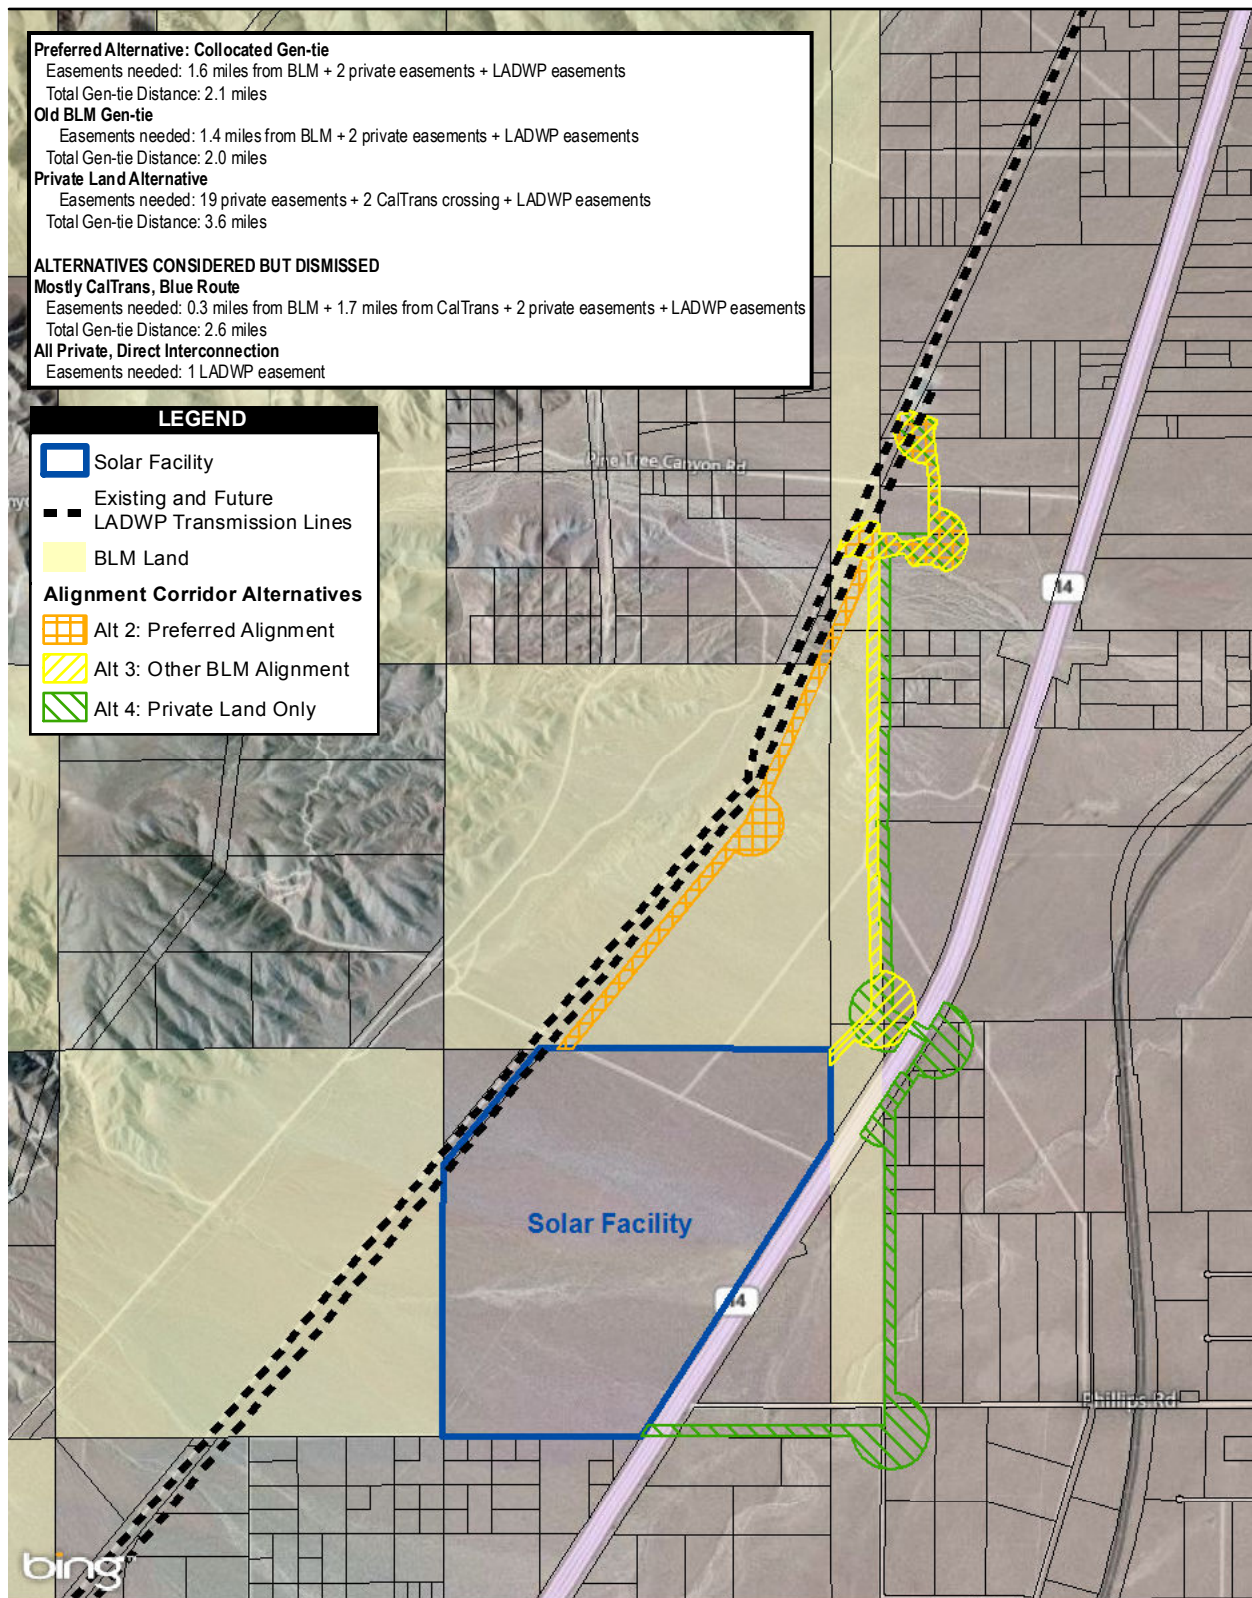 Preferred Alternative: Collocated Gen-tie
Easements needed: 1.6 miles from BLM + 2 private easements + LADWP easements
Total Gen-tie Distance: 2.1 miles
Old BLM Gen-tie
Easements needed: 1.4 miles from BLM + 2 private easements + LADWP easements
Total Gen-tie Distance: 2.0 miles
Private Land Alternative
Easements needed: 19 private easements + 2 CalTrans crossing + LADWP easements
Total Gen-tie Distance: 3.6 miles
ALTERNATIVES CONSIDERED BUT DISMISSED
Mostly CalTrans, Blue Route
Easements needed: 0.3 miles from BLM + 1.7 miles from CalTrans + 2 private easements + LADWP easements
Total Gen-tie Distance: 2.6 miles
All Private, Direct Interconnection
Easements needed: 1 LADWP easement
LEGEND
Solar Facility
Existing and Future
LADWP Transmission Lines
BLM Land
Alignment Corridor Alternatives
Alt 2: Preferred Alignment
Alt 3: Other BLM Alignment
Alt 4: Private Land Only
Pine Tree Canyon Rd
14
Solar Facility
14
Phillips Rd
bing